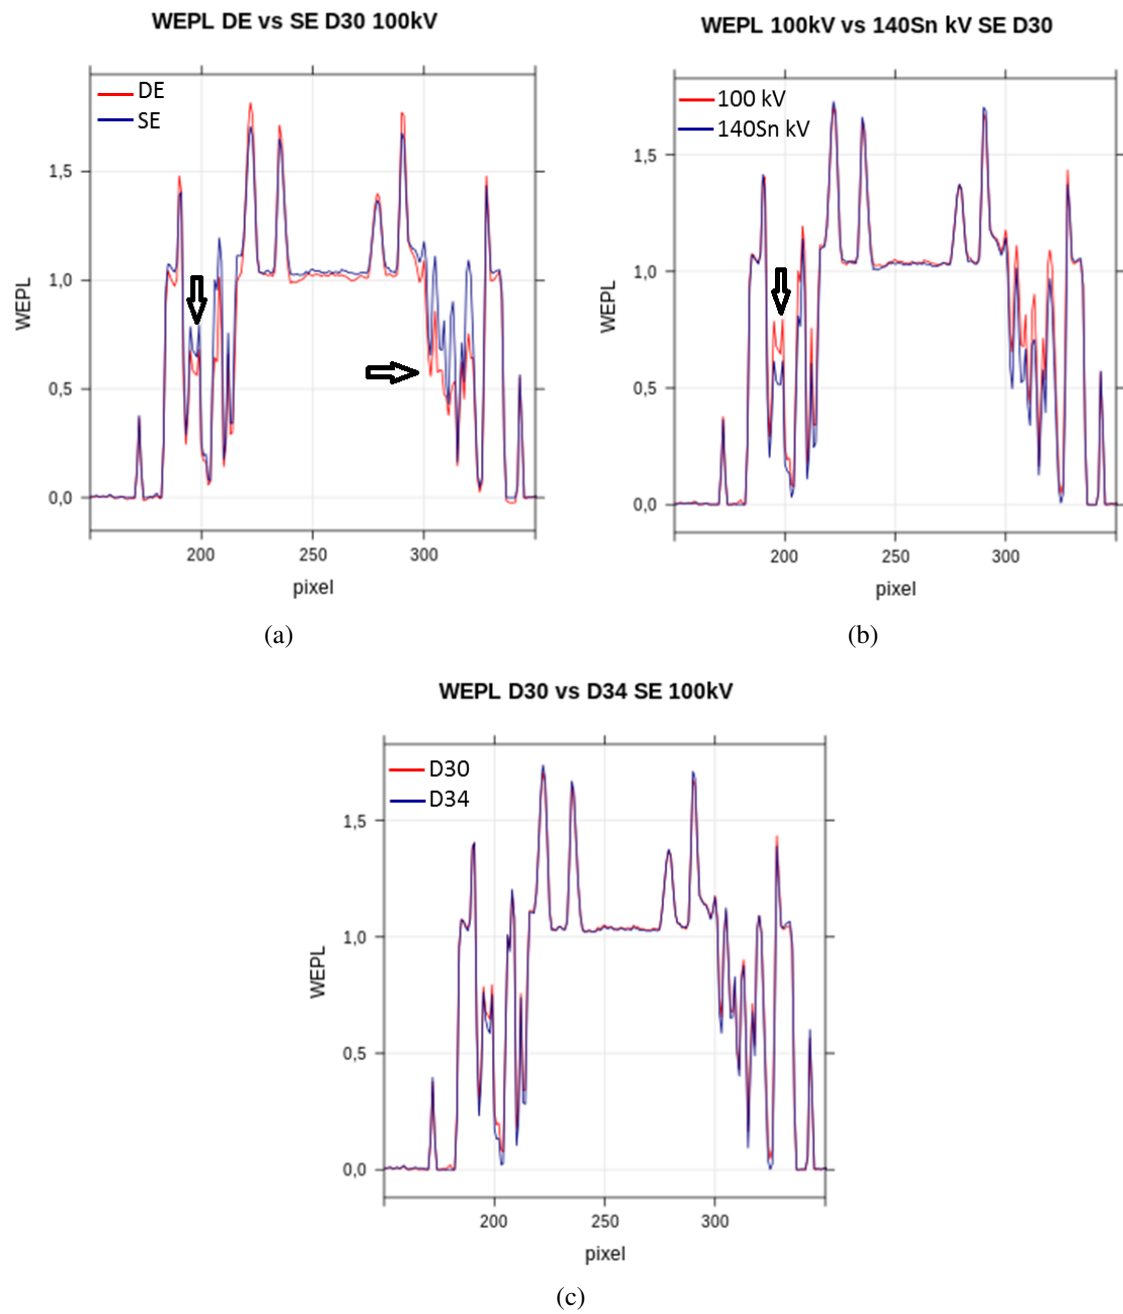 WEPL DE vs SE D30 100kV
DE
SE
1,5
1,0
0,5
0,0
WEPL
200 250 300
pixel
(a)
WEPL 100kV vs 140Sn kV SE D30
100 kV
140Sn kV
1,5
1,0
0,5
0,0
WEPL
200 250 300
pixel
(b)
WEPL D30 vs D34 SE 100kV
D30
D34
1,5
1,0
0,5
0,0
WEPL
200 250 300
pixel
(c)